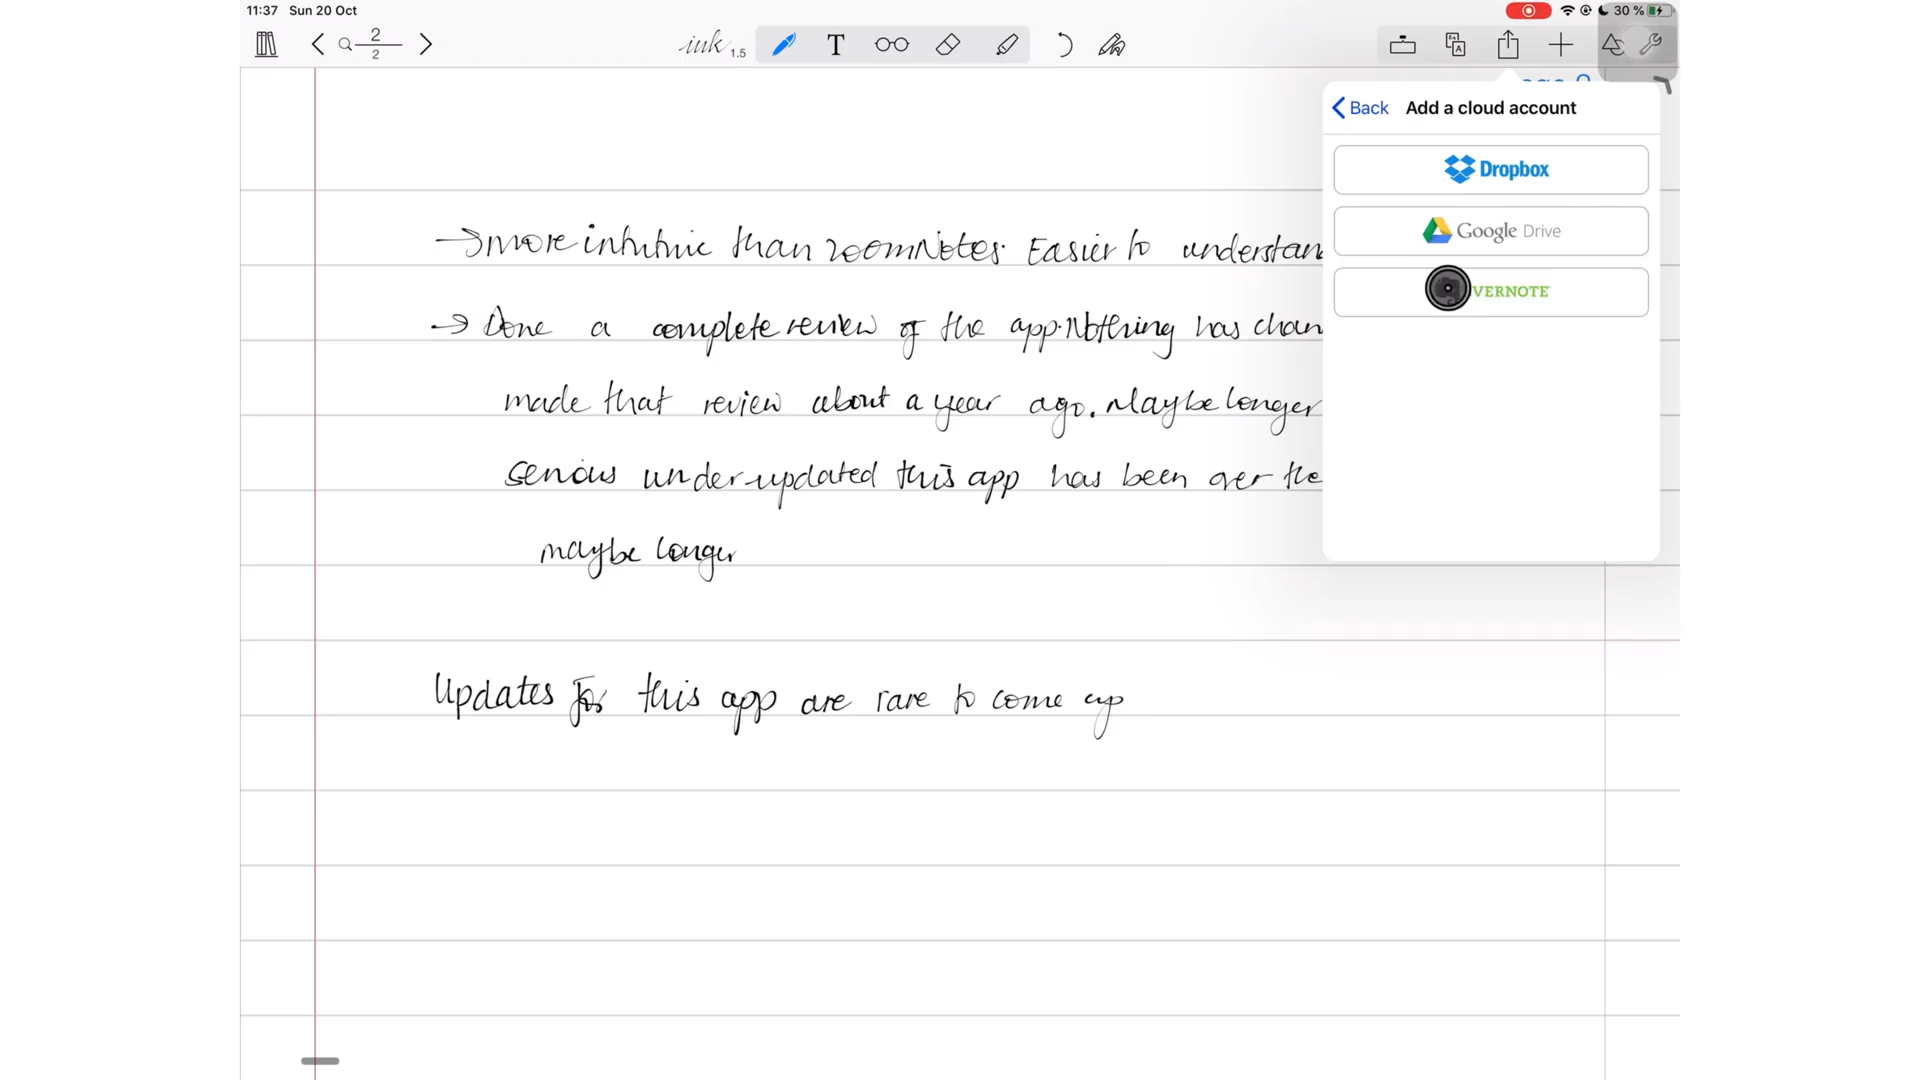 11:37 Sun 20 Oct
30 %
2
2
ink 1.5
T
Back Add a cloud account
Dropbox
Google Drive
VERNOTE
→ more intuitive than zoomNotes. Easier to understan
→ Done a complete review of the app. Nothing has chan
made that review about a year ago. Maybe longer
serious under-updated this app has been over the
maybe longer
Updates for this app are rare to come up